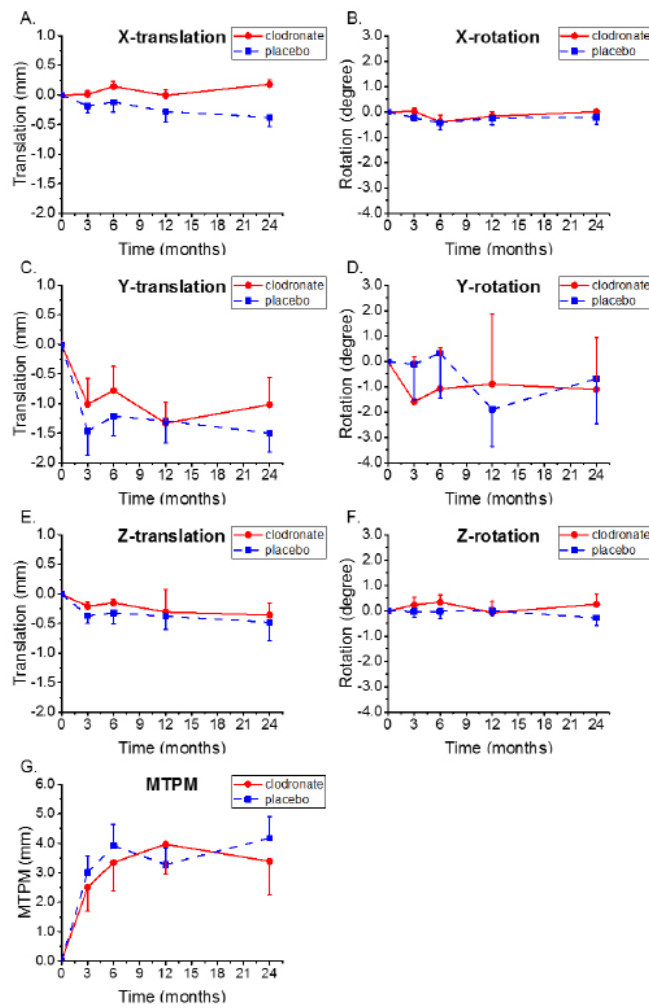 A.
X-translation
clodronate
placebo
Translation (mm)
1.0
0.5
0.0
-0.5
-1.0
-1.5
-2.0
0 3 6 9 12 15 18 21 24
Time (months)
B.
X-rotation
clodronate
placebo
Rotation (degree)
3.0
2.0
1.0
0.0
-1.0
-2.0
-3.0
-4.0
0 3 6 9 12 15 18 21 24
Time (months)
C.
Y-translation
clodronate
placebo
Translation (mm)
1.0
0.5
0.0
-0.5
-1.0
-1.5
-2.0
0 3 6 9 12 15 18 21 24
Time (months)
D.
Y-rotation
clodronate
placebo
Rotation (degree)
3.0
2.0
1.0
0.0
-1.0
-2.0
-3.0
-4.0
0 3 6 9 12 15 18 21 24
Time (months)
E.
Z-translation
clodronate
placebo
Translation (mm)
1.0
0.5
0.0
-0.5
-1.0
-1.5
-2.0
0 3 6 9 12 15 18 21 24
Time (months)
F.
Z-rotation
clodronate
placebo
Rotation (degree)
3.0
2.0
1.0
0.0
-1.0
-2.0
-3.0
-4.0
0 3 6 9 12 15 18 21 24
Time (months)
G.
MTPM
clodronate
placebo
MTPM (mm)
6.0
5.0
4.0
3.0
2.0
1.0
0.0
0 3 6 9 12 15 18 21 24
Time (months)